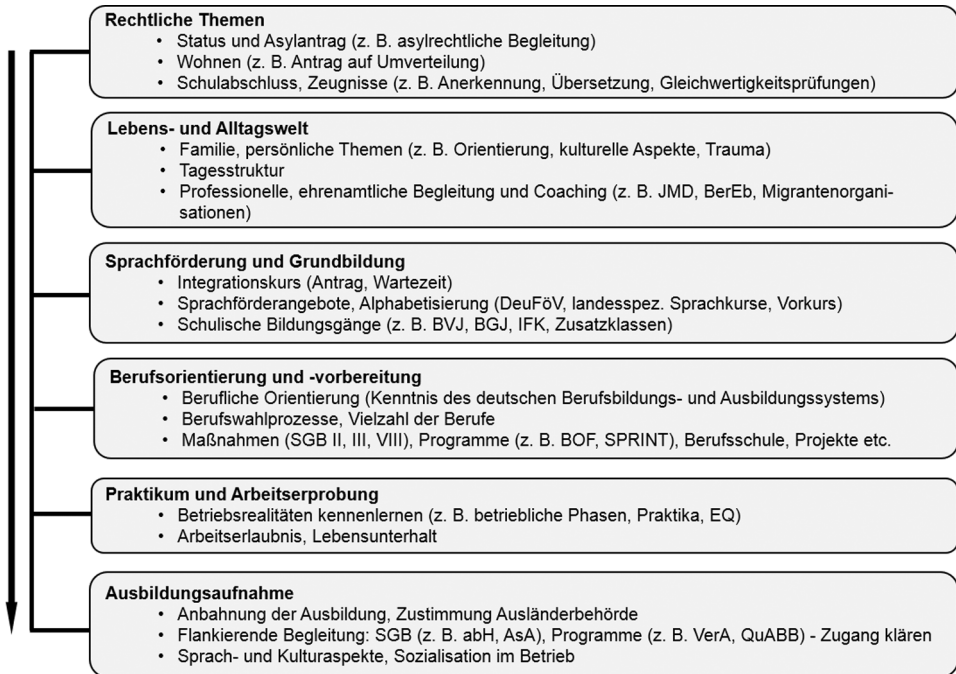 Rechtliche Themen
• Status und Asylantrag (z. B. asylrechtliche Begleitung)
• Wohnen (z. B. Antrag auf Umverteilung)
• Schulabschluss, Zeugnisse (z. B. Anerkennung, Übersetzung, Gleichwertigkeitsprüfungen)
Lebens- und Alltagswelt
• Familie, persönliche Themen (z. B. Orientierung, kulturelle Aspekte, Trauma)
• Tagesstruktur
• Professionelle, ehrenamtliche Begleitung und Coaching (z. B. JMD, BerEb, Migrantenorgani-
sationen)
Sprachförderung und Grundbildung
• Integrationskurs (Antrag, Wartezeit)
• Sprachförderangebote, Alphabetisierung (DeuFöV, landesspez. Sprachkurse, Vorkurs)
• Schulische Bildungsgänge (z. B. BVJ, BGJ, IFK, Zusatzklassen)
Berufsorientierung und -vorbereitung
• Berufliche Orientierung (Kenntnis des deutschen Berufsbildungs- und Ausbildungssystems)
• Berufswahlprozesse, Vielzahl der Berufe
• Maßnahmen (SGB II, III, VIII), Programme (z. B. BOF, SPRINT), Berufsschule, Projekte etc.
Praktikum und Arbeitserprobung
• Betriebsrealitäten kennenlernen (z. B. betriebliche Phasen, Praktika, EQ)
• Arbeitserlaubnis, Lebensunterhalt
Ausbildungsaufnahme
• Anbahnung der Ausbildung, Zustimmung Ausländerbehörde
• Flankierende Begleitung: SGB (z. B. abH, AsA), Programme (z. B. VerA, QuABB) - Zugang klären
• Sprach- und Kulturaspekte, Sozialisation im Betrieb